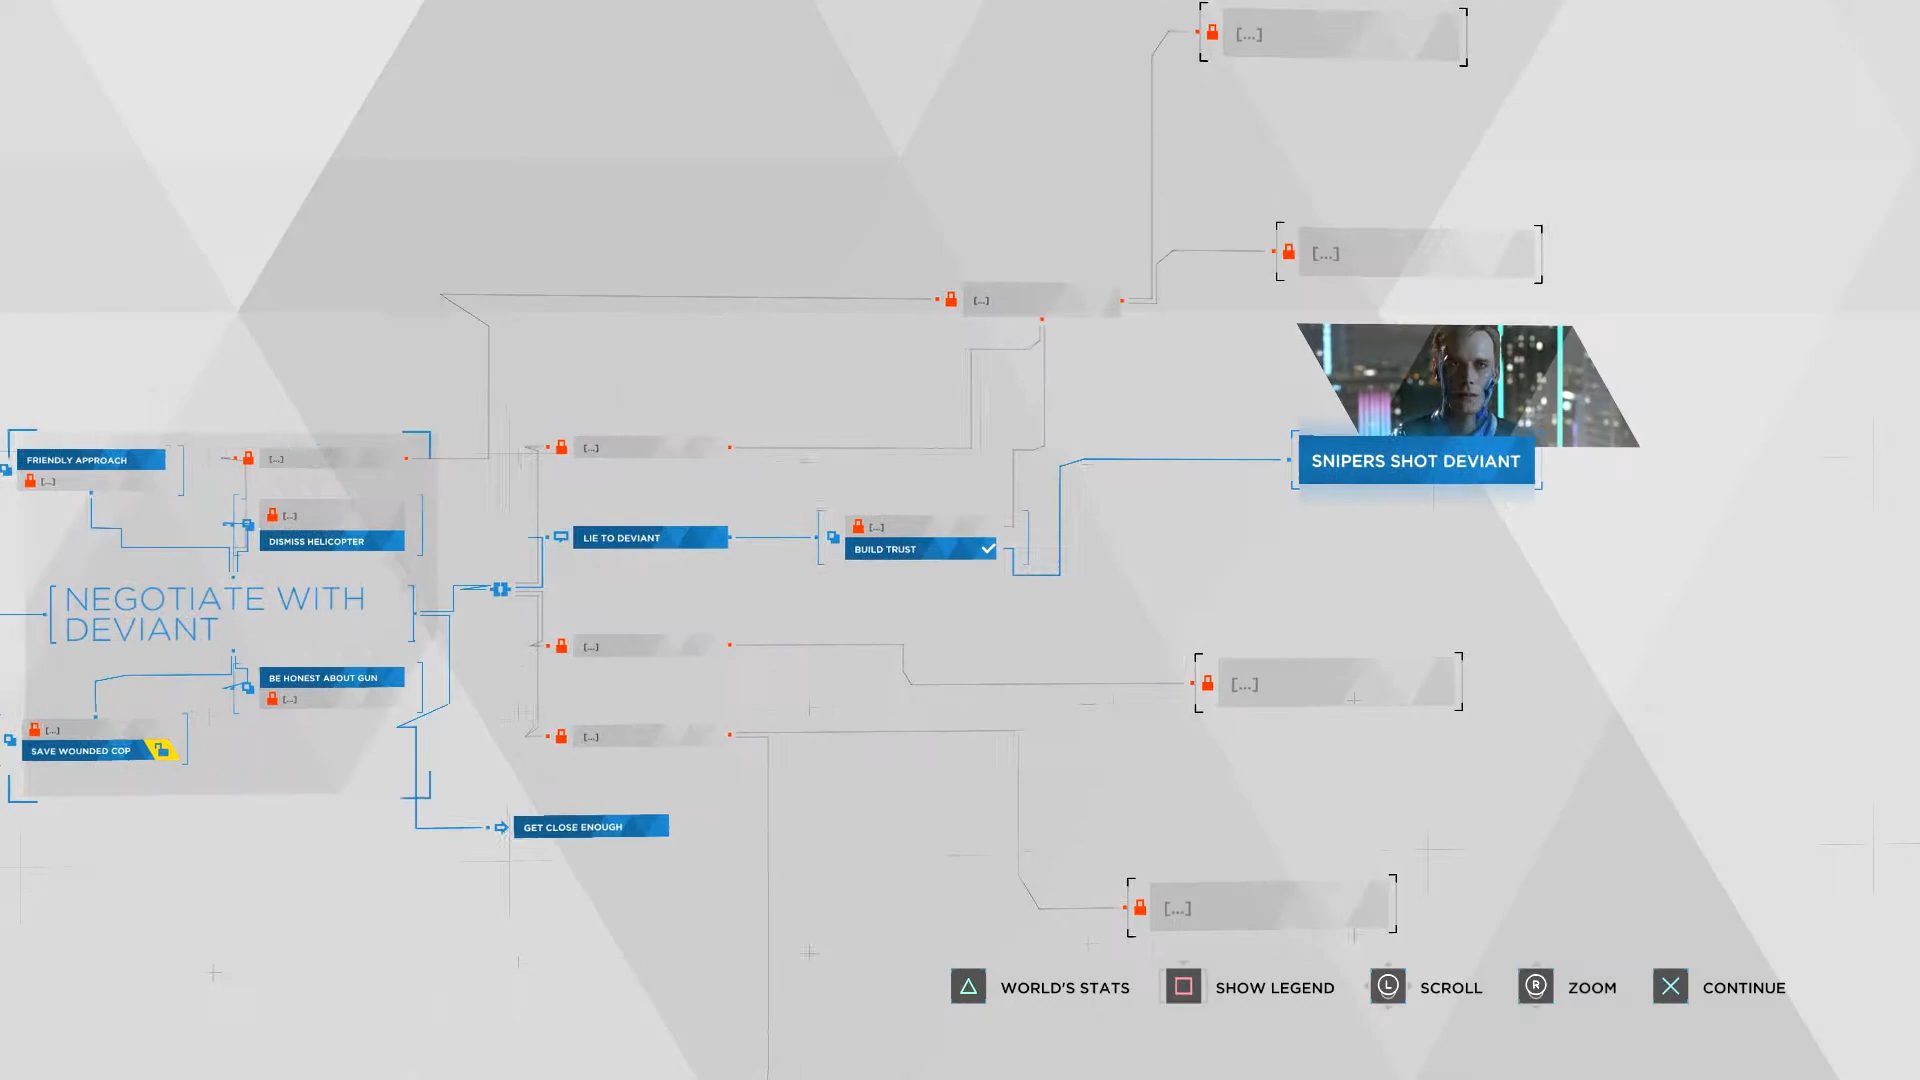 [...]
[...]
[...]
SNIPERS SHOT DEVIANT
FRIENDLY APPROACH
[...]
[...]
[...]
DISMISS HELICOPTER
[...]
LIE TO DEVIANT
[...]
BUILD TRUST
NEGOTIATE WITH
DEVIANT
BE HONEST ABOUT GUN
[...]
[...]
SAVE WOUNDED COP
[...]
[...]
[...]
GET CLOSE ENOUGH
[...]
WORLD'S STATS
SHOW LEGEND
L
SCROLL
R
ZOOM
CONTINUE